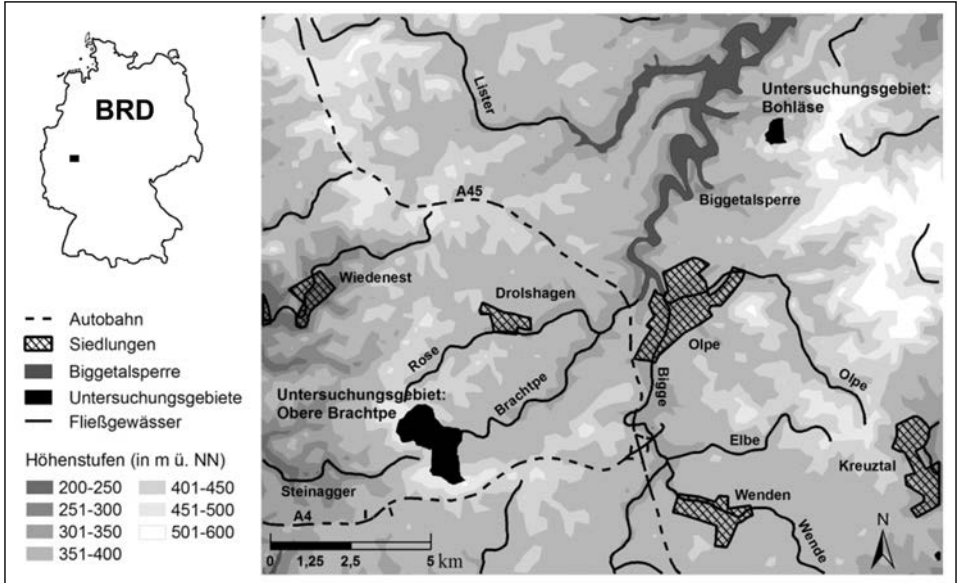 BRD
Autobahn
Siedlungen
Biggetalsperre
Untersuchungsgebiete
Fließgewässer
Höhenstufen (in m ü. NN)
200-250
251-300
301-350
351-400
401-450
451-500
501-600
Lister
Untersuchungsgebiet:
Bohläse
A45
Biggetalsperre
Wiedenest
Drolshagen
Rose
Olpe
Olpe
Untersuchungsgebiet:
Obere Brachtpe
Brachtpe
Bigge
Elbe
Kreuztal
Steinagger
Wenden
Wende
A4
N
0 1,25 2,5 5 km